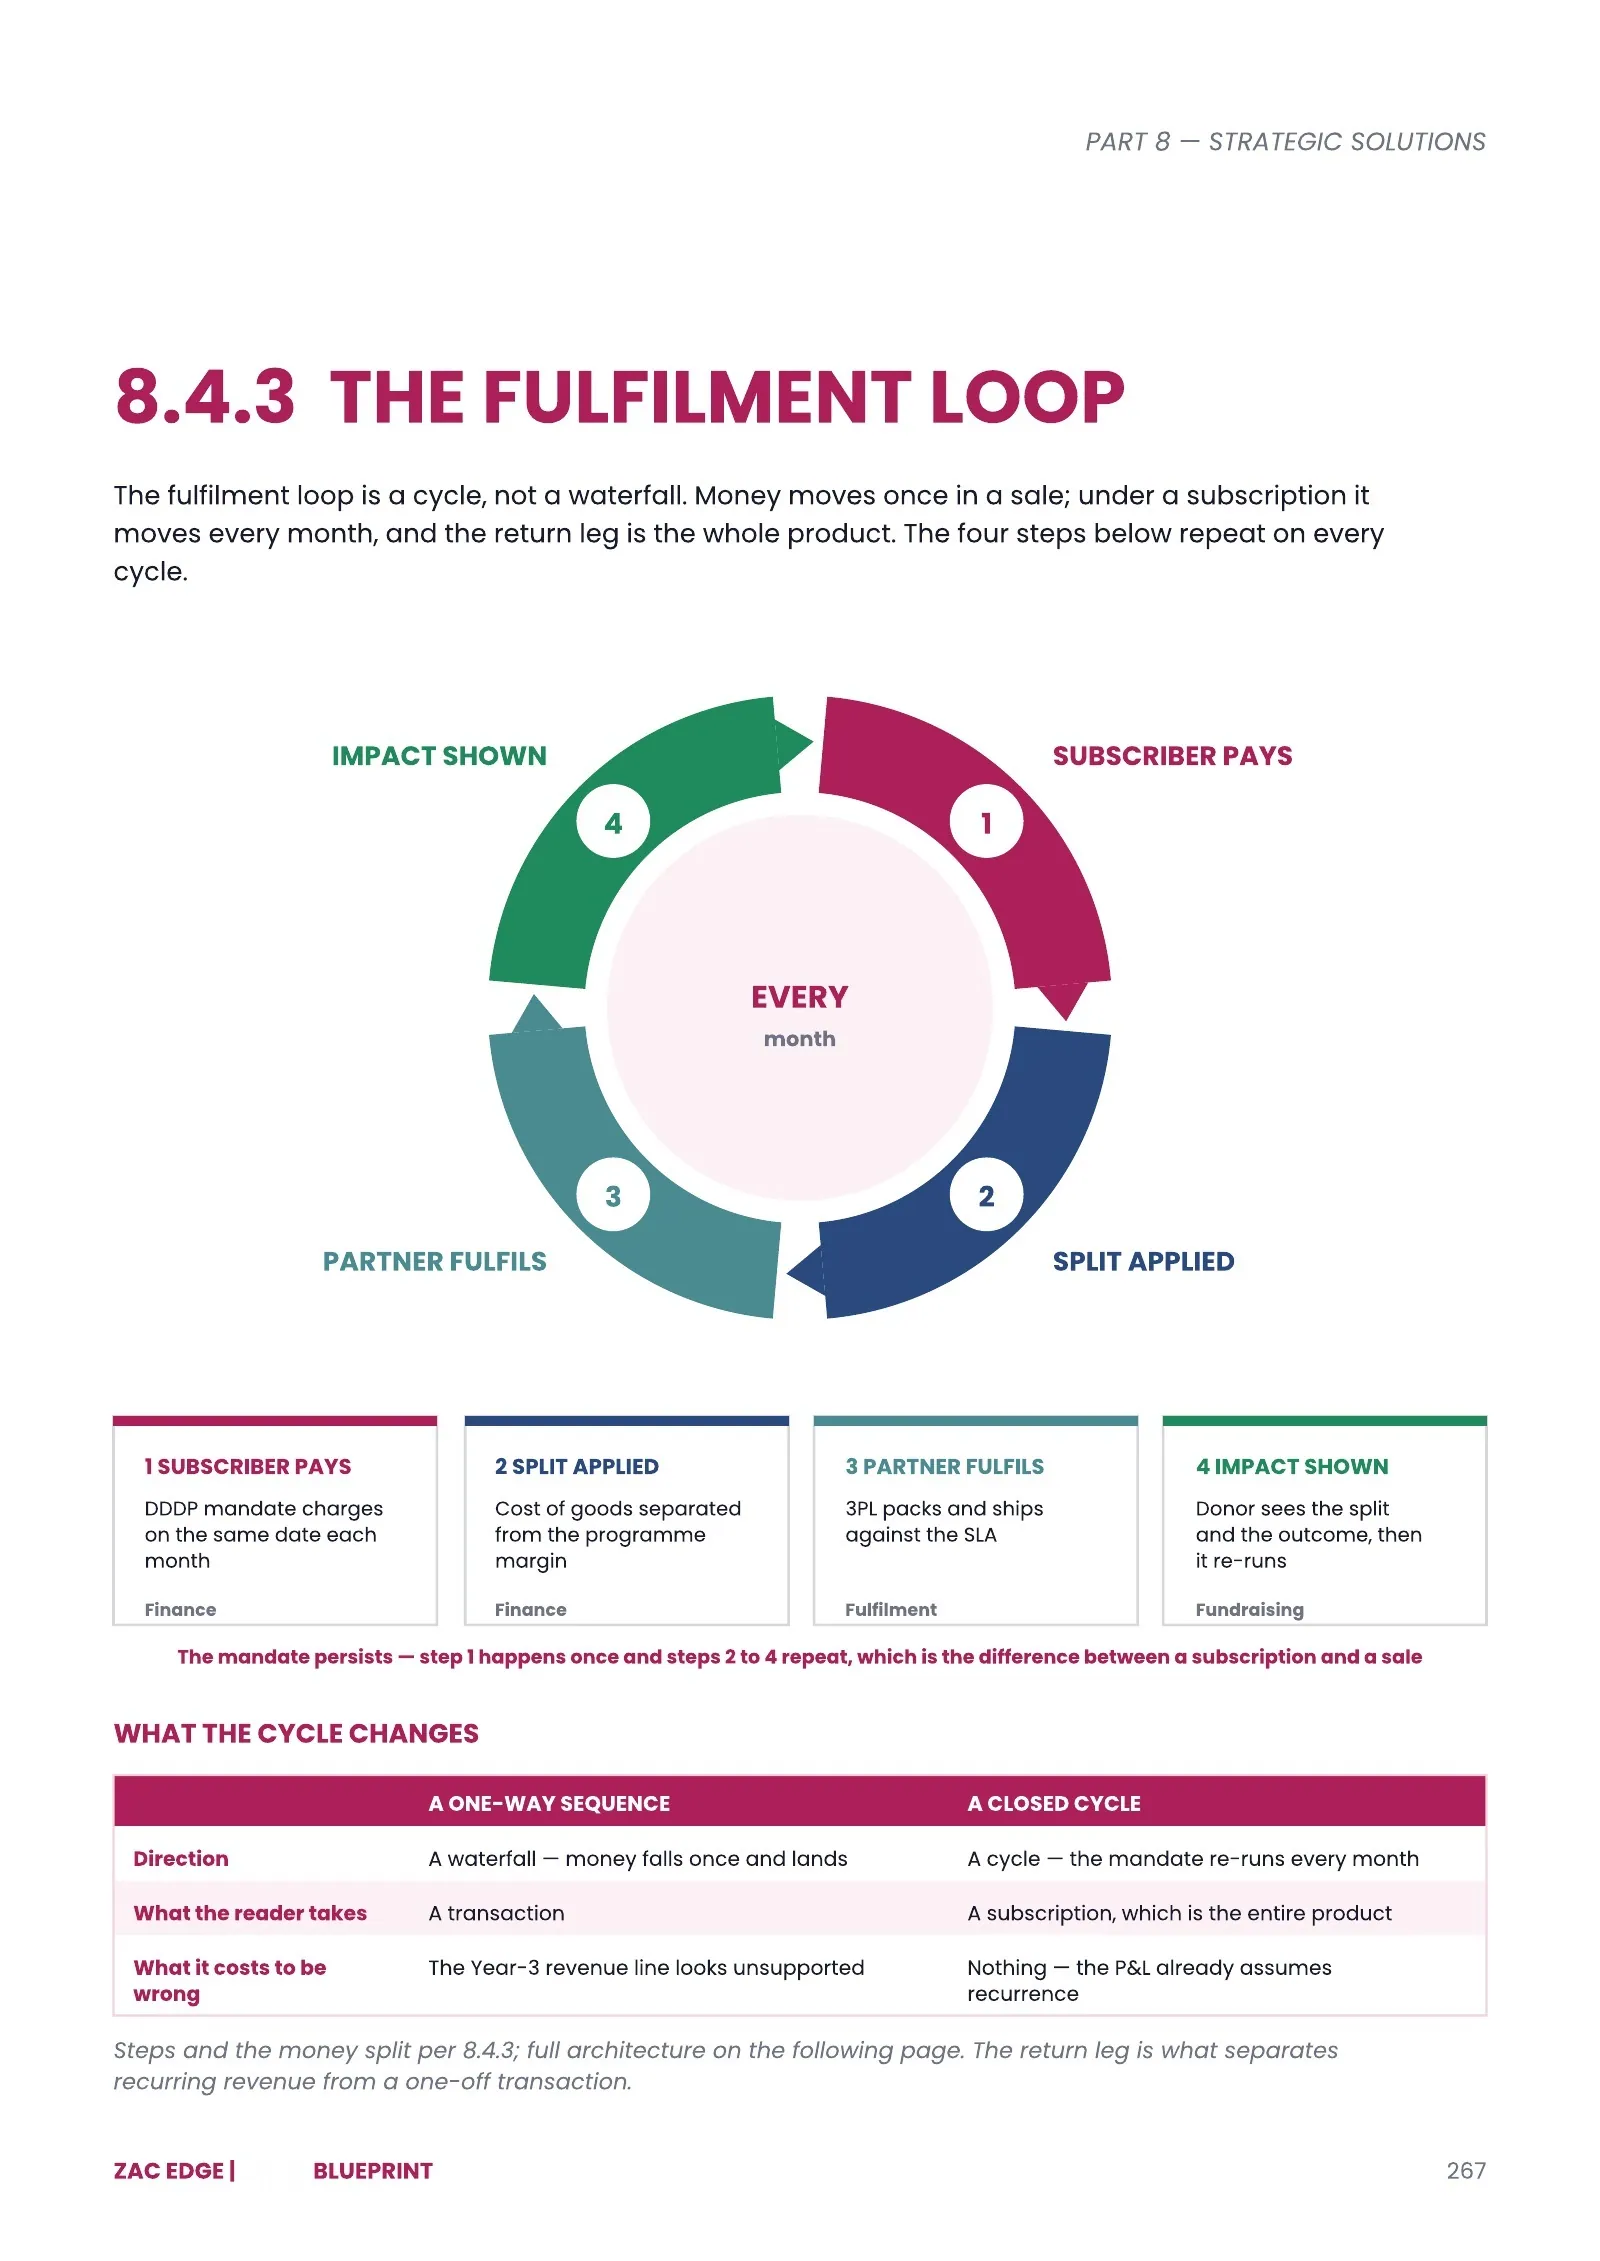 PART 8 — STRATEGIC SOLUTIONS
8.4.3 THE FULFILMENT LOOP
The fulfilment loop is a cycle, not a waterfall. Money moves once in a sale; under a subscription it
moves every month, and the return leg is the whole product. The four steps below repeat on every
cycle.
IMPACT SHOWN
SUBSCRIBER PAYS
4
1
EVERY
month
3
2
PARTNER FULFILS
SPLIT APPLIED
1 SUBSCRIBER PAYS
DDDP mandate charges
on the same date each
month
Finance
2 SPLIT APPLIED
Cost of goods separated
from the programme
margin
Finance
3 PARTNER FULFILS
3PL packs and ships
against the SLA
Fulfilment
4 IMPACT SHOWN
Donor sees the split
and the outcome, then
it re-runs
Fundraising
The mandate persists — step 1 happens once and steps 2 to 4 repeat, which is the difference between a subscription and a sale
WHAT THE CYCLE CHANGES
A ONE-WAY SEQUENCE
A CLOSED CYCLE
Direction
A waterfall — money falls once and lands
A cycle — the mandate re-runs every month
What the reader takes
A transaction
A subscription, which is the entire product
What it costs to be
wrong
The Year-3 revenue line looks unsupported
Nothing — the P&L already assumes
recurrence
Steps and the money split per 8.4.3; full architecture on the following page. The return leg is what separates
recurring revenue from a one-off transaction.
ZAC EDGE | BLUEPRINT
267